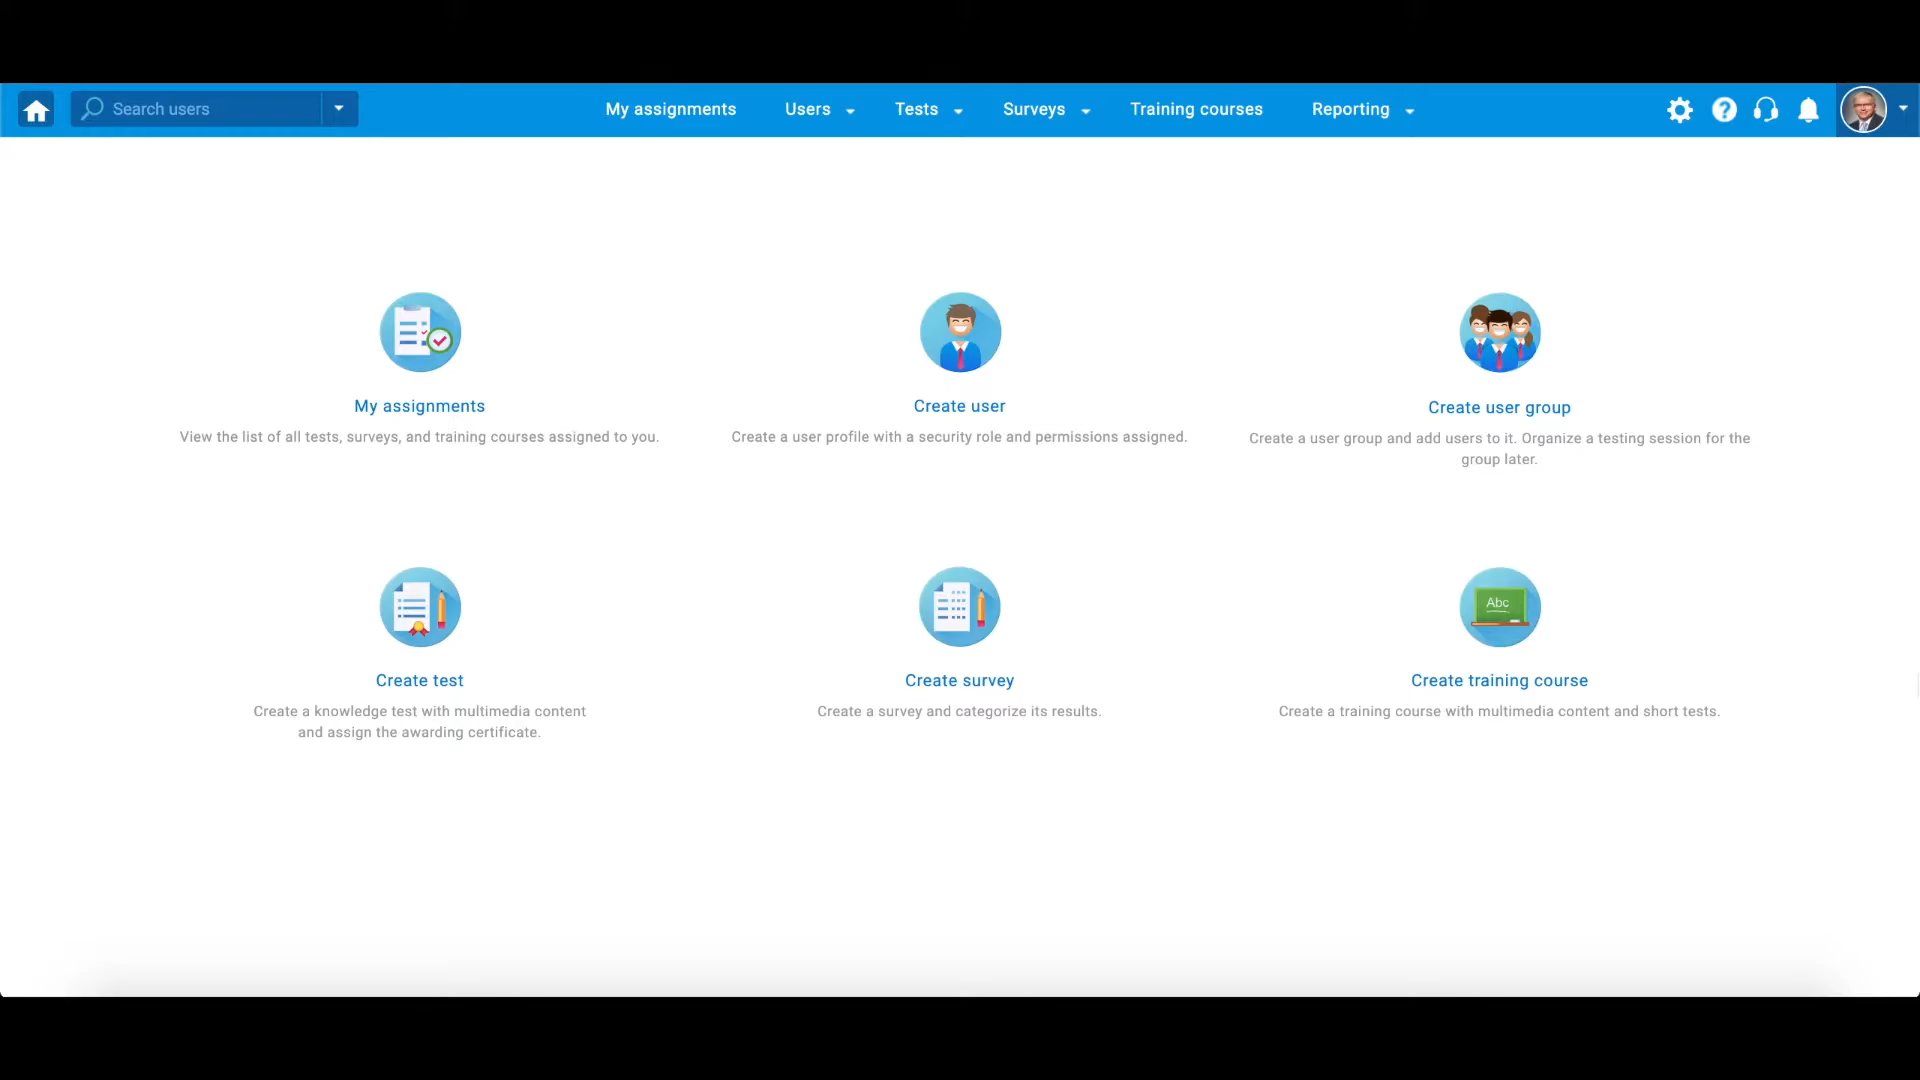 Search users
My assignments
Users
Tests
Surveys
Training courses
Reporting
?
My assignments
View the list of all tests, surveys, and training courses assigned to you.
Create user
Create a user profile with a security role and permissions assigned.
Create user group
Create a user group and add users to it. Organize a testing session for the
group later.
Create test
Create a knowledge test with multimedia content
and assign the awarding certificate.
Create survey
Create a survey and categorize its results.
Abc
Create training course
Create a training course with multimedia content and short tests.